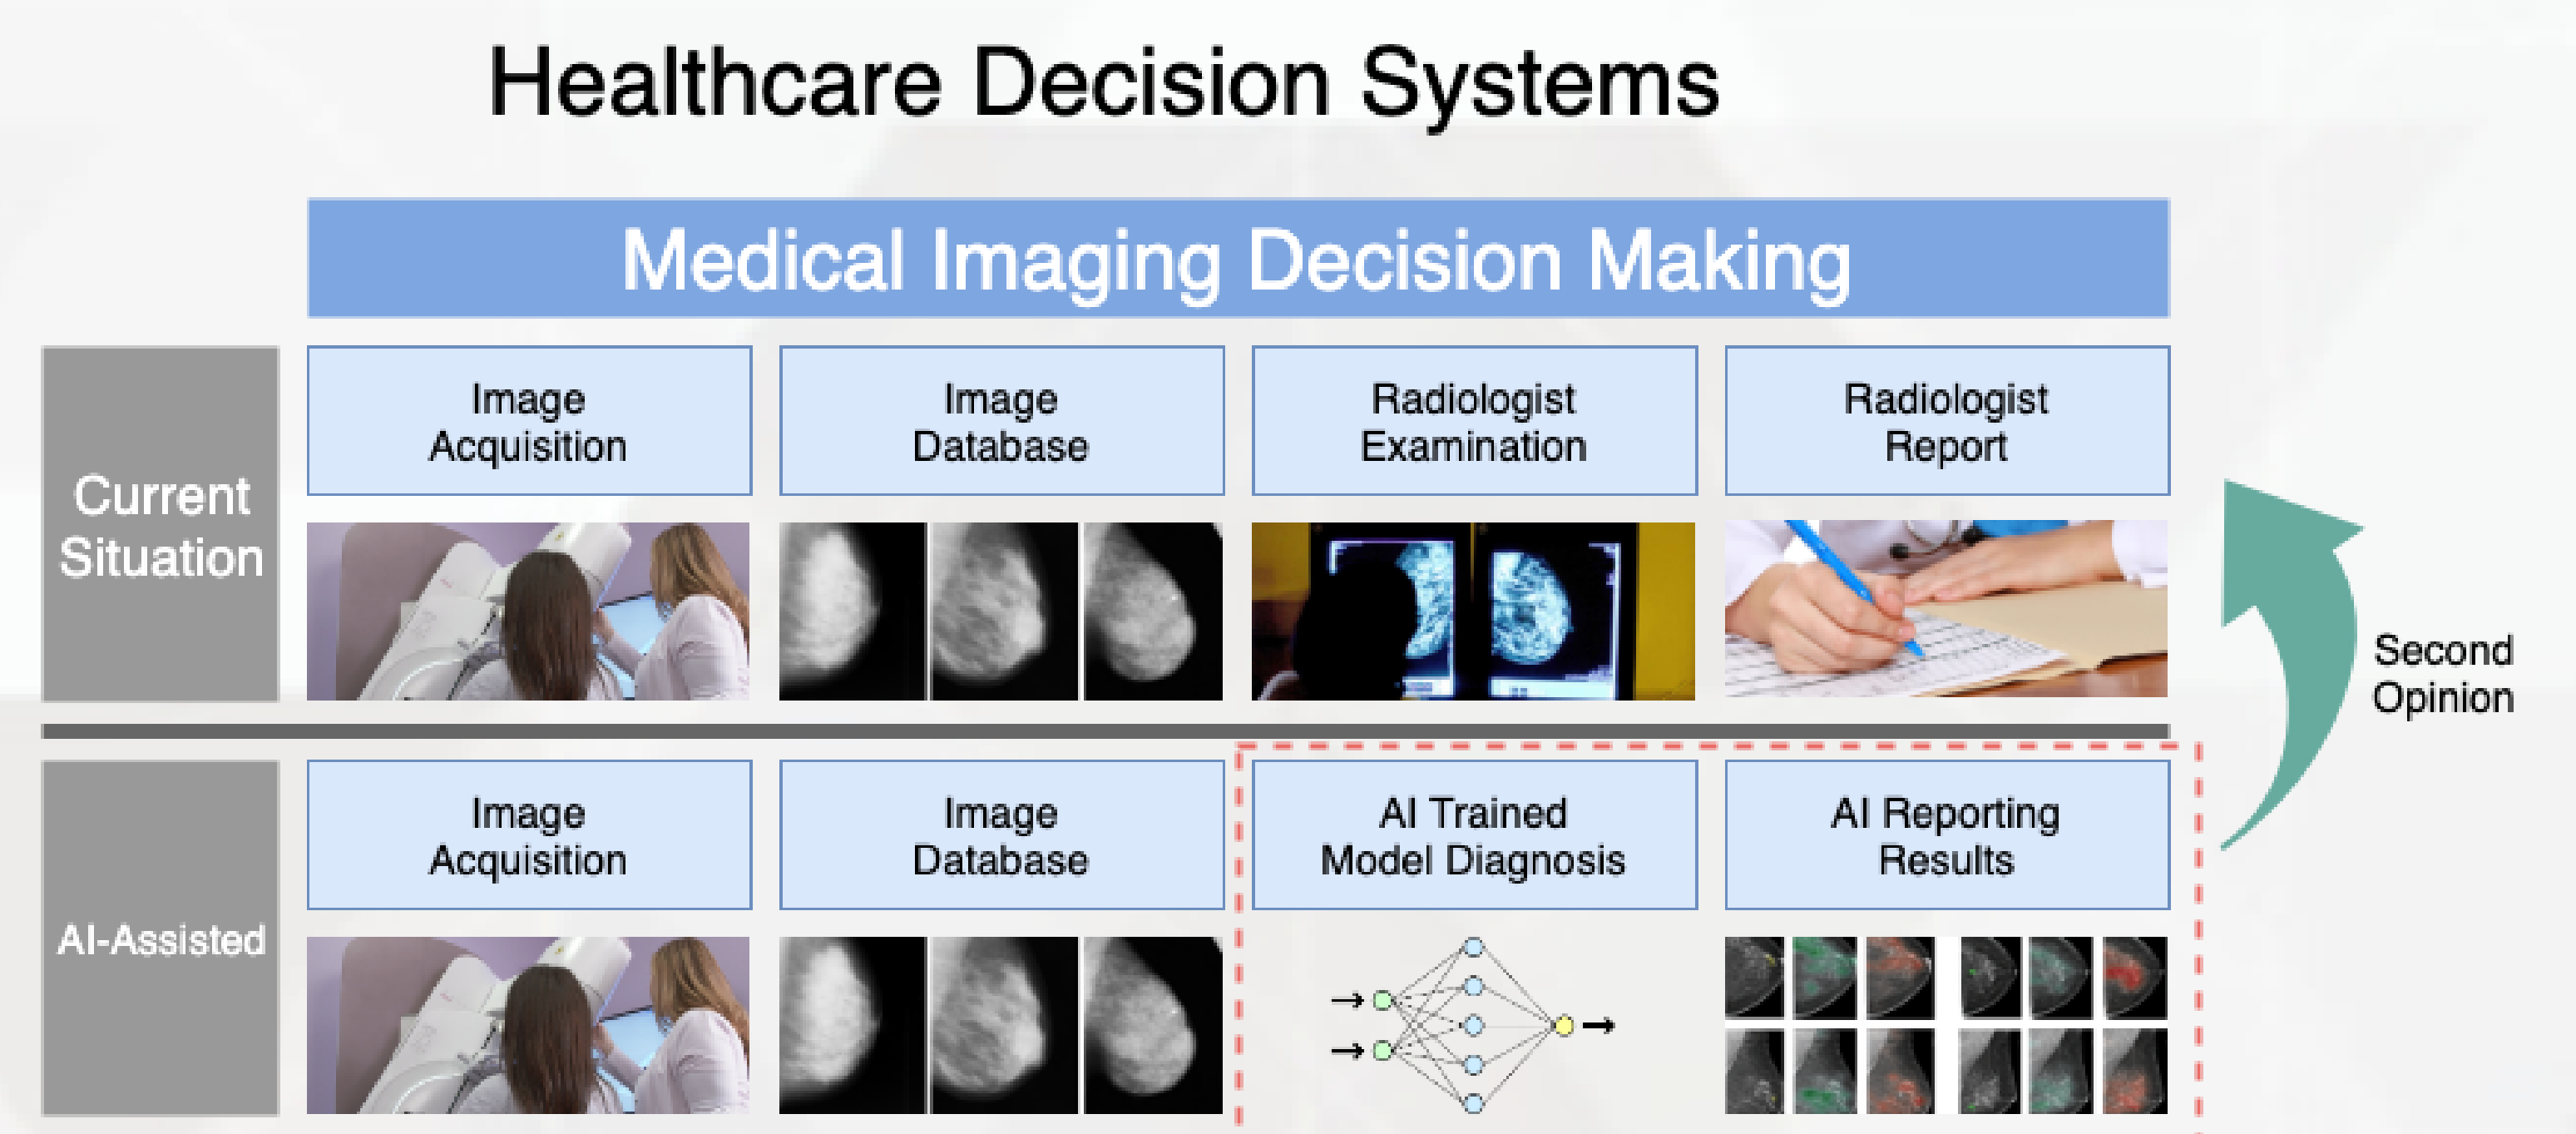 Healthcare Decision Systems
Medical Imaging Decision Making
Current
Situation
Image
Acquisition
Image
Database
Radiologist
Examination
Radiologist
Report
Second
Opinion
AI-Assisted
Image
Acquisition
Image
Database
AI Trained
Model Diagnosis
AI Reporting
Results